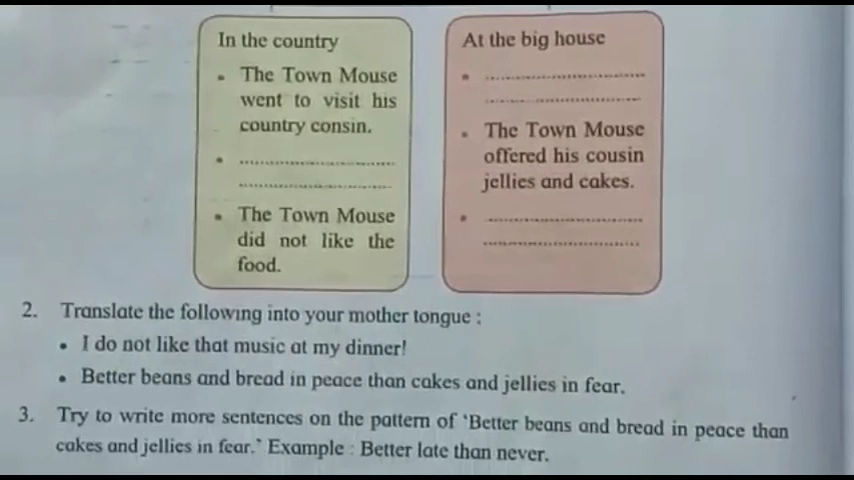 In the country
• The Town Mouse
went to visit his
country consin.
• ..............................
..............................
• The Town Mouse
did not like the
food.
At the big house
• ..............................
..............................
• The Town Mouse
offered his cousin
jellies and cakes.
• ..............................
..............................
2. Translate the following into your mother tongue :
• I do not like that music at my dinner!
• Better beans and bread in peace than cakes and jellies in fear.
3. Try to write more sentences on the pattern of ‘Better beans and bread in peace than
cakes and jellies in fear.’ Example : Better late than never.